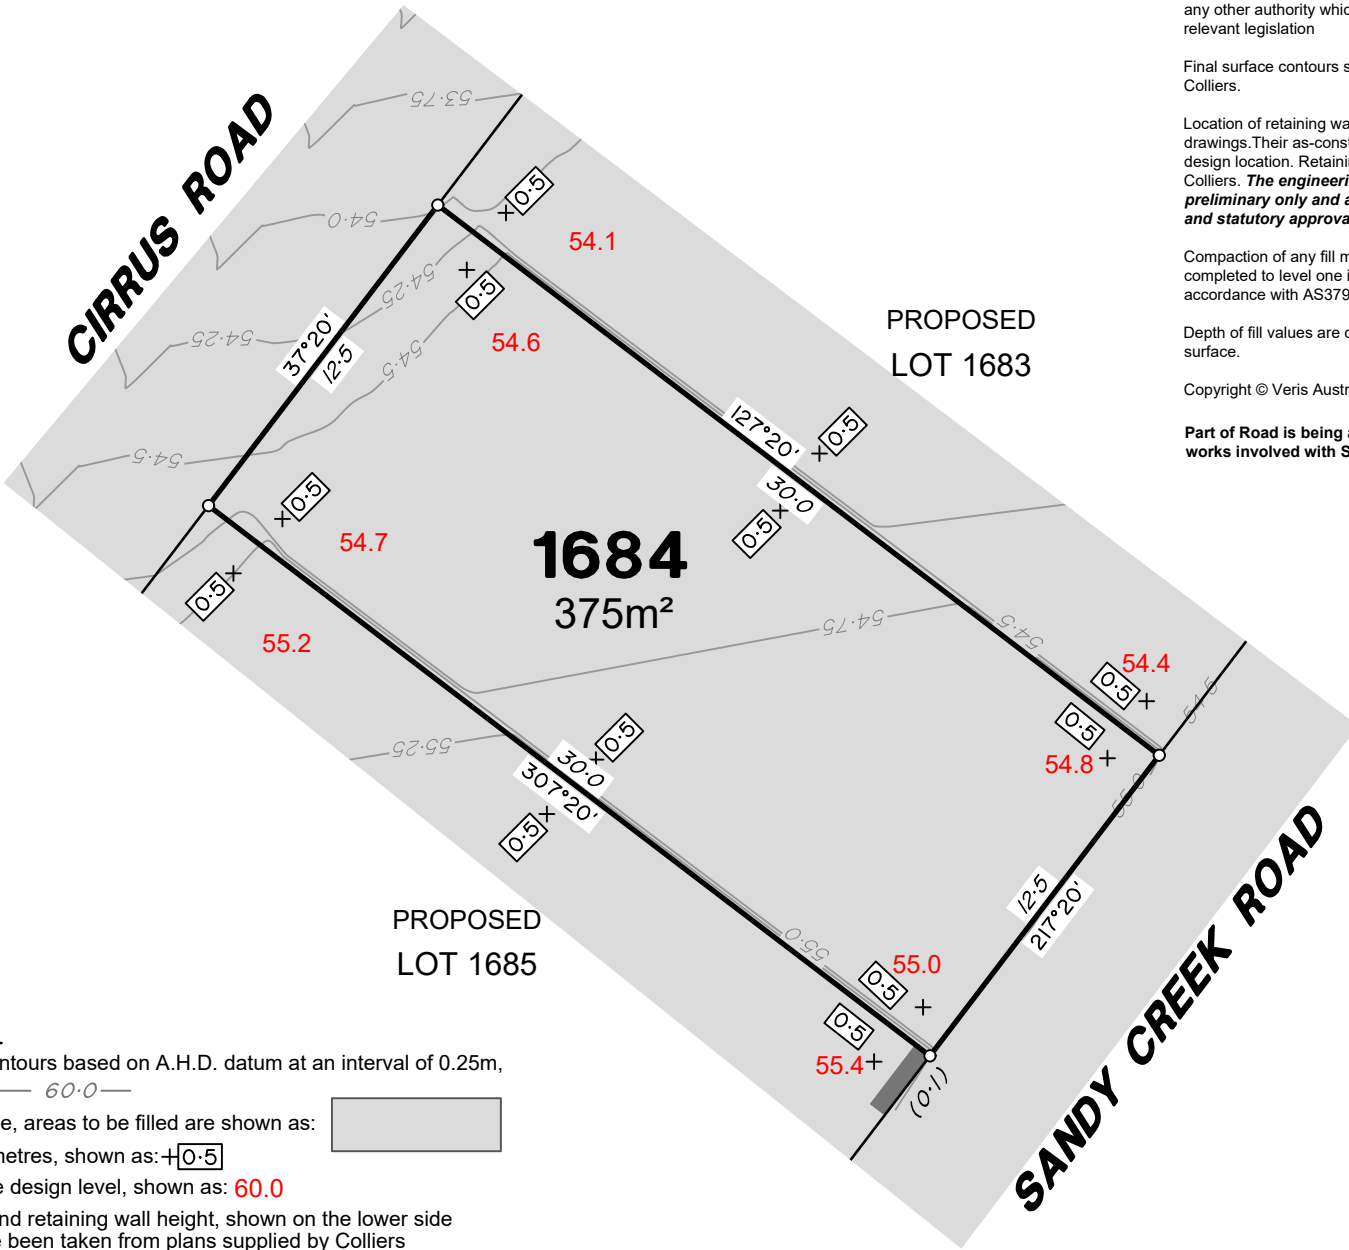 any other authority whic
relevant legislation
Final surface contours s
Colliers.
Location of retaining wa
drawings.Their as-const
design location. Retaini
Colliers. The engineeri
preliminary only and a
and statutory approva
Compaction of any fill m
completed to level one i
accordance with AS379
Depth of fill values are d
surface.
Copyright © Veris Austr
Part of Road is being a
works involved with S
CIRRUS ROAD
53·75
54·0
54·25
54·25
54·5
54·5
0·5
54.1
0·5
54.6
37°20'
12·5
PROPOSED
LOT 1683
127°20'
30·0
0·5
0·5
0·5
54.7
0·5
55.2
1684
375m²
54·75
54·5
54.4
0·5
0·5
54.8
54·5
55·25
0·5
30·0
307°20'
0·5
12·5
217°20'
PROPOSED
LOT 1685
55·0
55.0
0·5
0·5
55.4
(1·0)
SANDY CREEK ROAD
ntours based on A.H.D. datum at an interval of 0.25m,
60·0
e, areas to be filled are shown as:
netres, shown as: +0·5
e design level, shown as: 60.0
nd retaining wall height, shown on the lower side
e been taken from plans supplied by Colliers